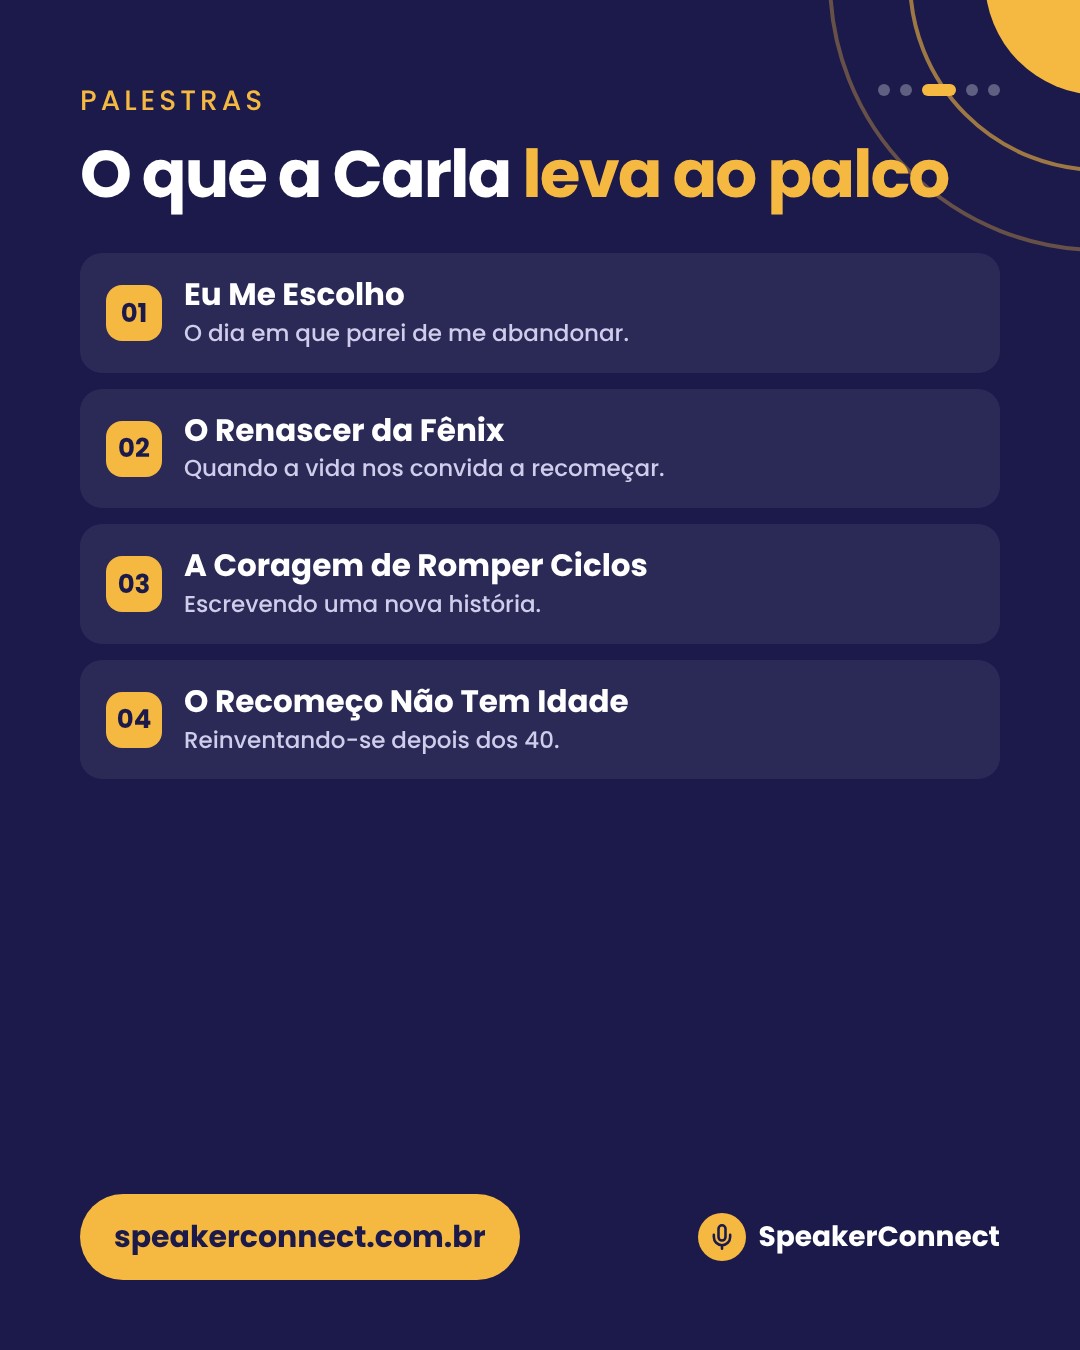 PALESTRAS
O que a Carla leva ao palco
01
Eu Me Escolho
O dia em que parei de me abandonar.
02
O Renascer da Fênix
Quando a vida nos convida a recomeçar.
03
A Coragem de Romper Ciclos
Escrevendo uma nova história.
04
O Recomeço Não Tem Idade
Reinventando-se depois dos 40.
speakerconnect.com.br
SpeakerConnect